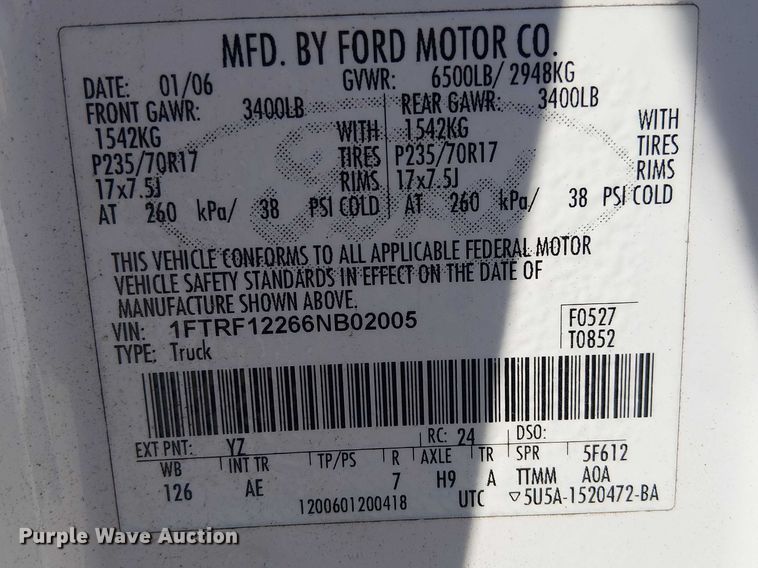 MFD. BY FORD MOTOR CO.
DATE: 01/06 GVWR: 6500LB/ 2948KG
FRONT GAWR: 3400LB REAR GAWR: 3400LB
1542KG WITH 1542KG WITH
P235/70R17 TIRES P235/70R17 TIRES
17x7.5J RIMS 17x7.5J RIMS
AT 260 kPa/ 38 PSI COLD AT 260 kPa/ 38 PSI COLD
THIS VEHICLE CONFORMS TO ALL APPLICABLE FEDERAL MOTOR
VEHICLE SAFETY STANDARDS IN EFFECT ON THE DATE OF
MANUFACTURE SHOWN ABOVE.
VIN: 1FTRF12266NB02005 F0527
TYPE: Truck T0852
EXT PNT: YZ RC: 24 DSO:
WB INT TR TP/PS R AXLE TR SPR 5F612
126 AE 7 H9 A TTMM A0A
1200601200418 UTC ▽5U5A-1520472-BA
Purple Wave Auction